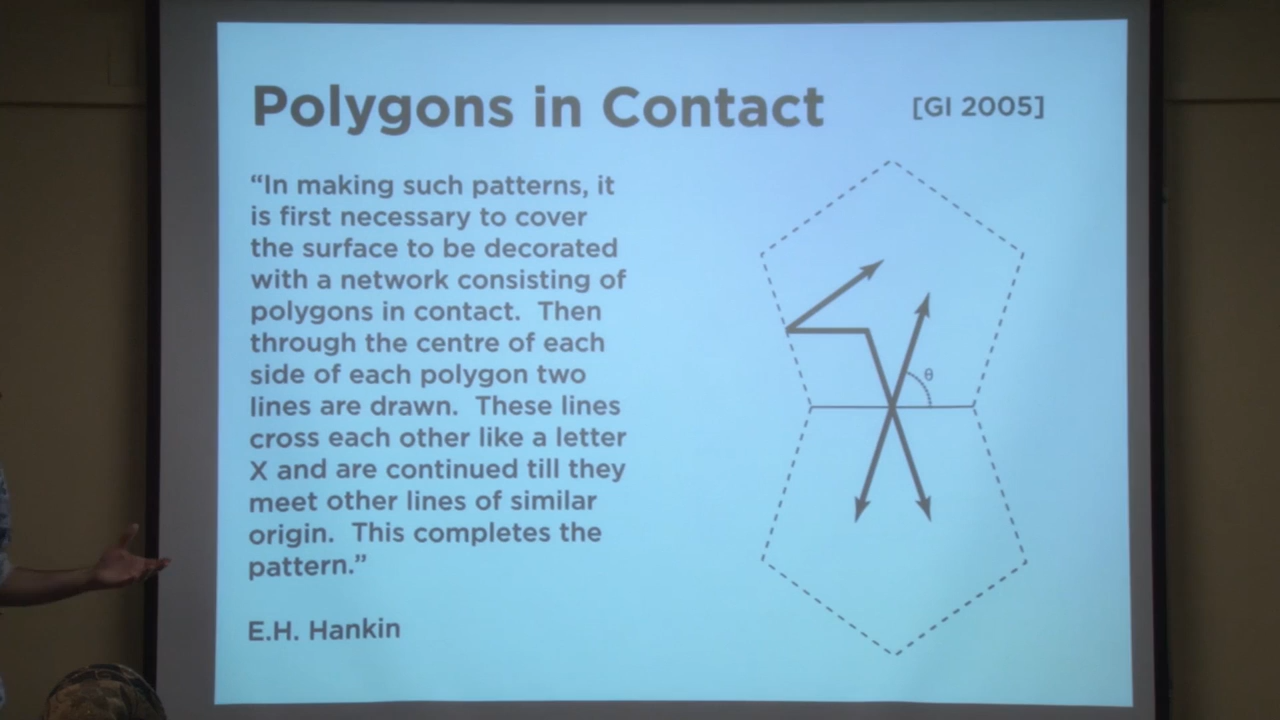 Polygons in Contact [GI 2005]
“In making such patterns, it
is first necessary to cover
the surface to be decorated
with a network consisting of
polygons in contact.  Then
through the centre of each
side of each polygon two
lines are drawn.  These lines
cross each other like a letter
X and are continued till they
meet other lines of similar
origin.  This completes the
pattern.”
E.H. Hankin
θ